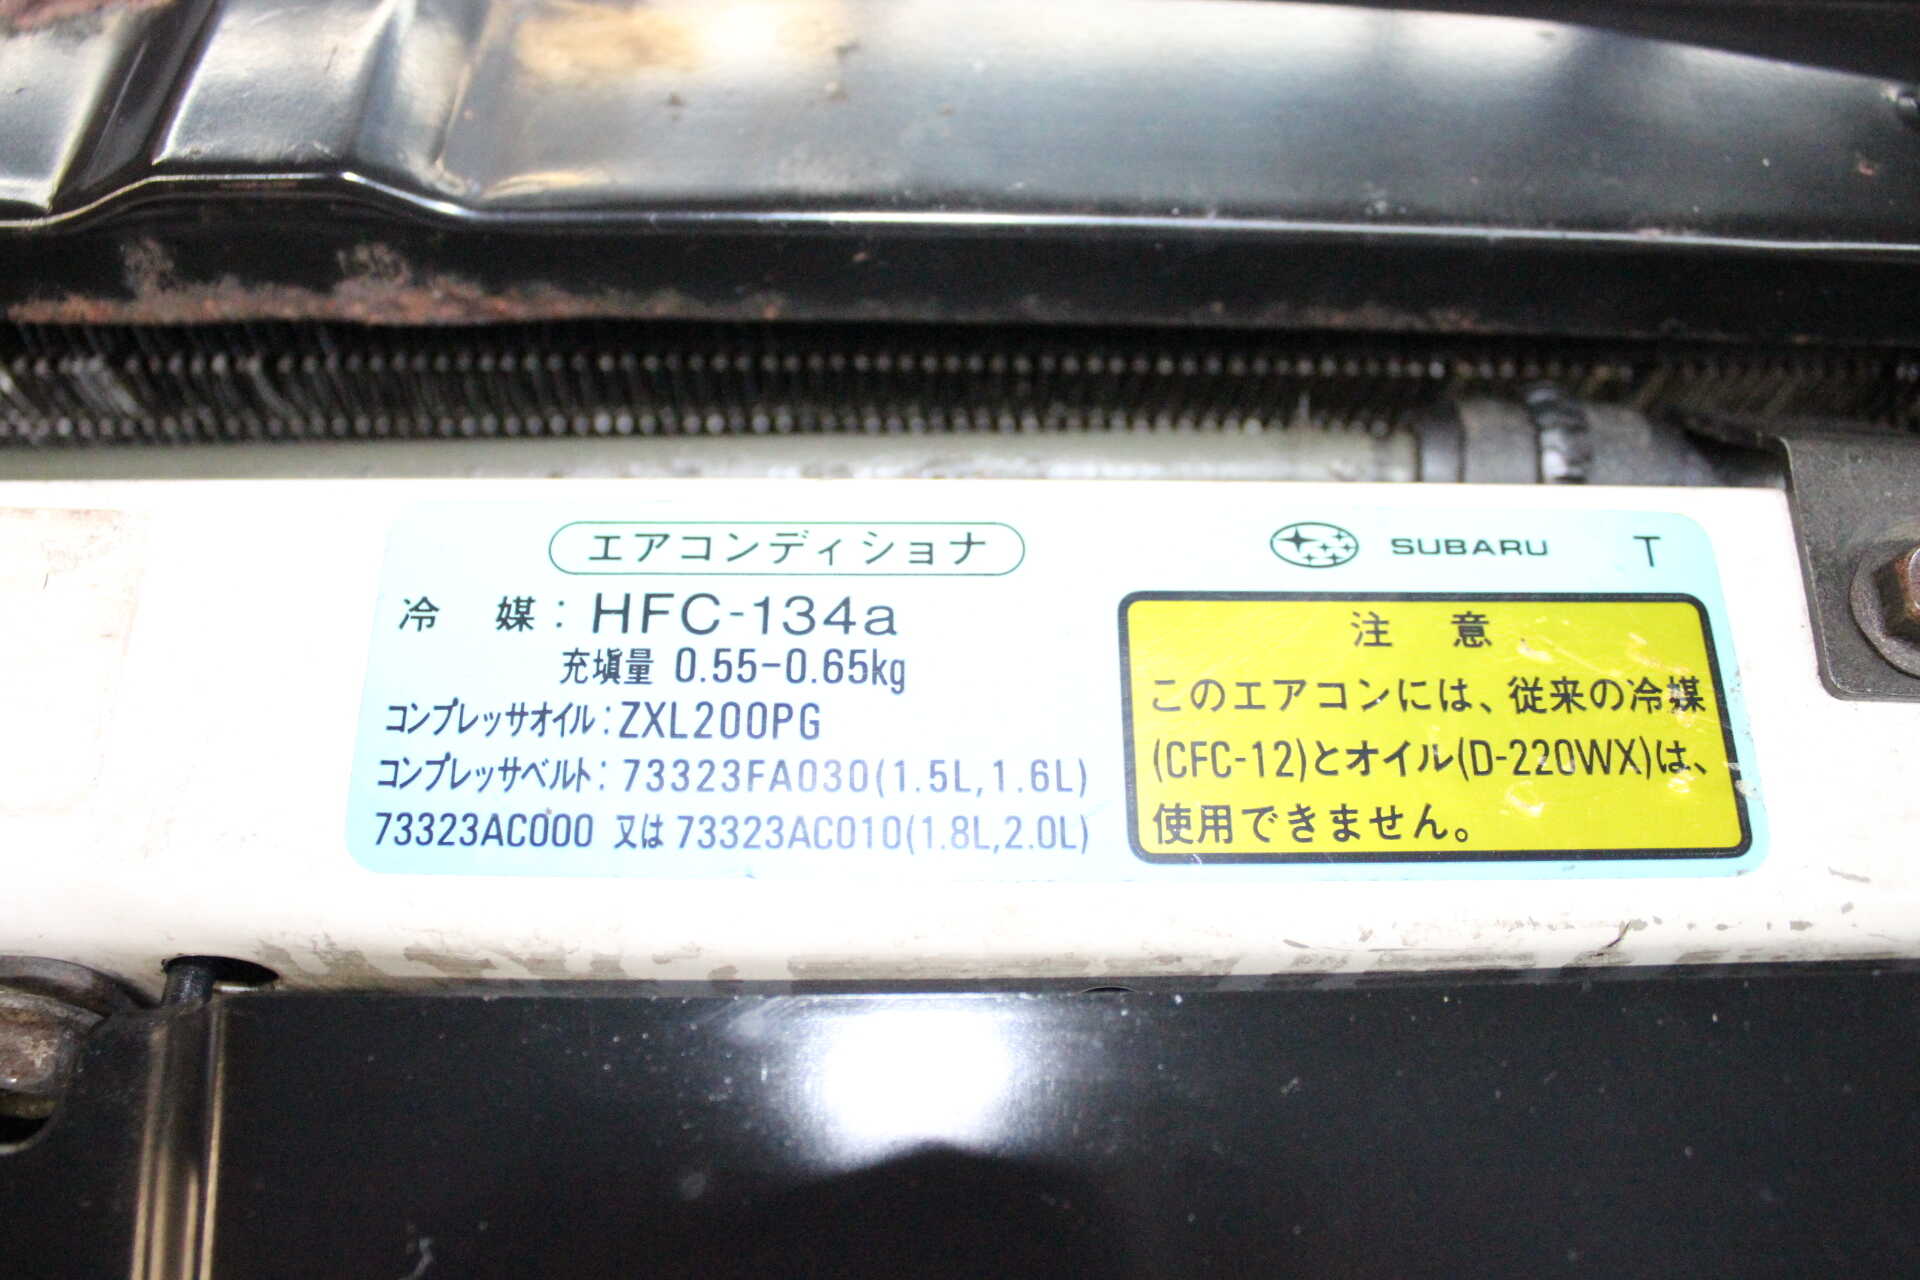 エアコンディショナ
冷 媒: HFC-134a
充塡量 0.55-0.65kg
コンプレッサオイル: ZXL200PG
コンプレッサベルト: 73323FA030(1.5L,1.6L)
73323AC000 又は 73323AC010(1.8L,2.0L)
SUBARU T
注 意
このエアコンには、従来の冷媒
(CFC-12)とオイル(D-220WX)は、
使用できません。